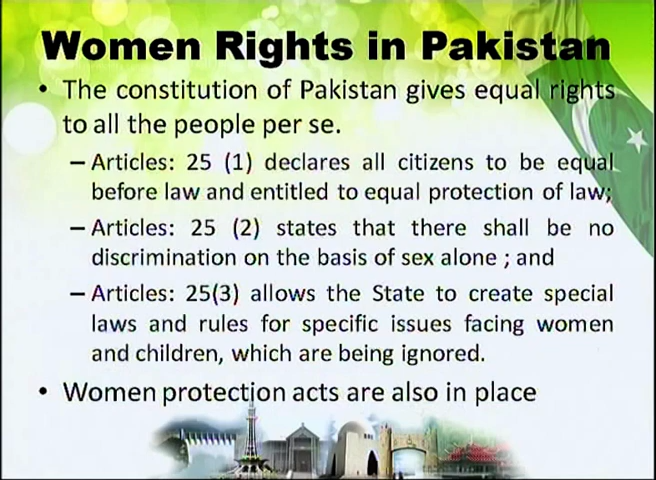 Women Rights in Pakistan
• The constitution of Pakistan gives equal rights
to all the people per se.
– Articles: 25 (1) declares all citizens to be equal
before law and entitled to equal protection of law;
– Articles: 25 (2) states that there shall be no
discrimination on the basis of sex alone ; and
– Articles: 25(3) allows the State to create special
laws and rules for specific issues facing women
and children, which are being ignored.
• Women protection acts are also in place